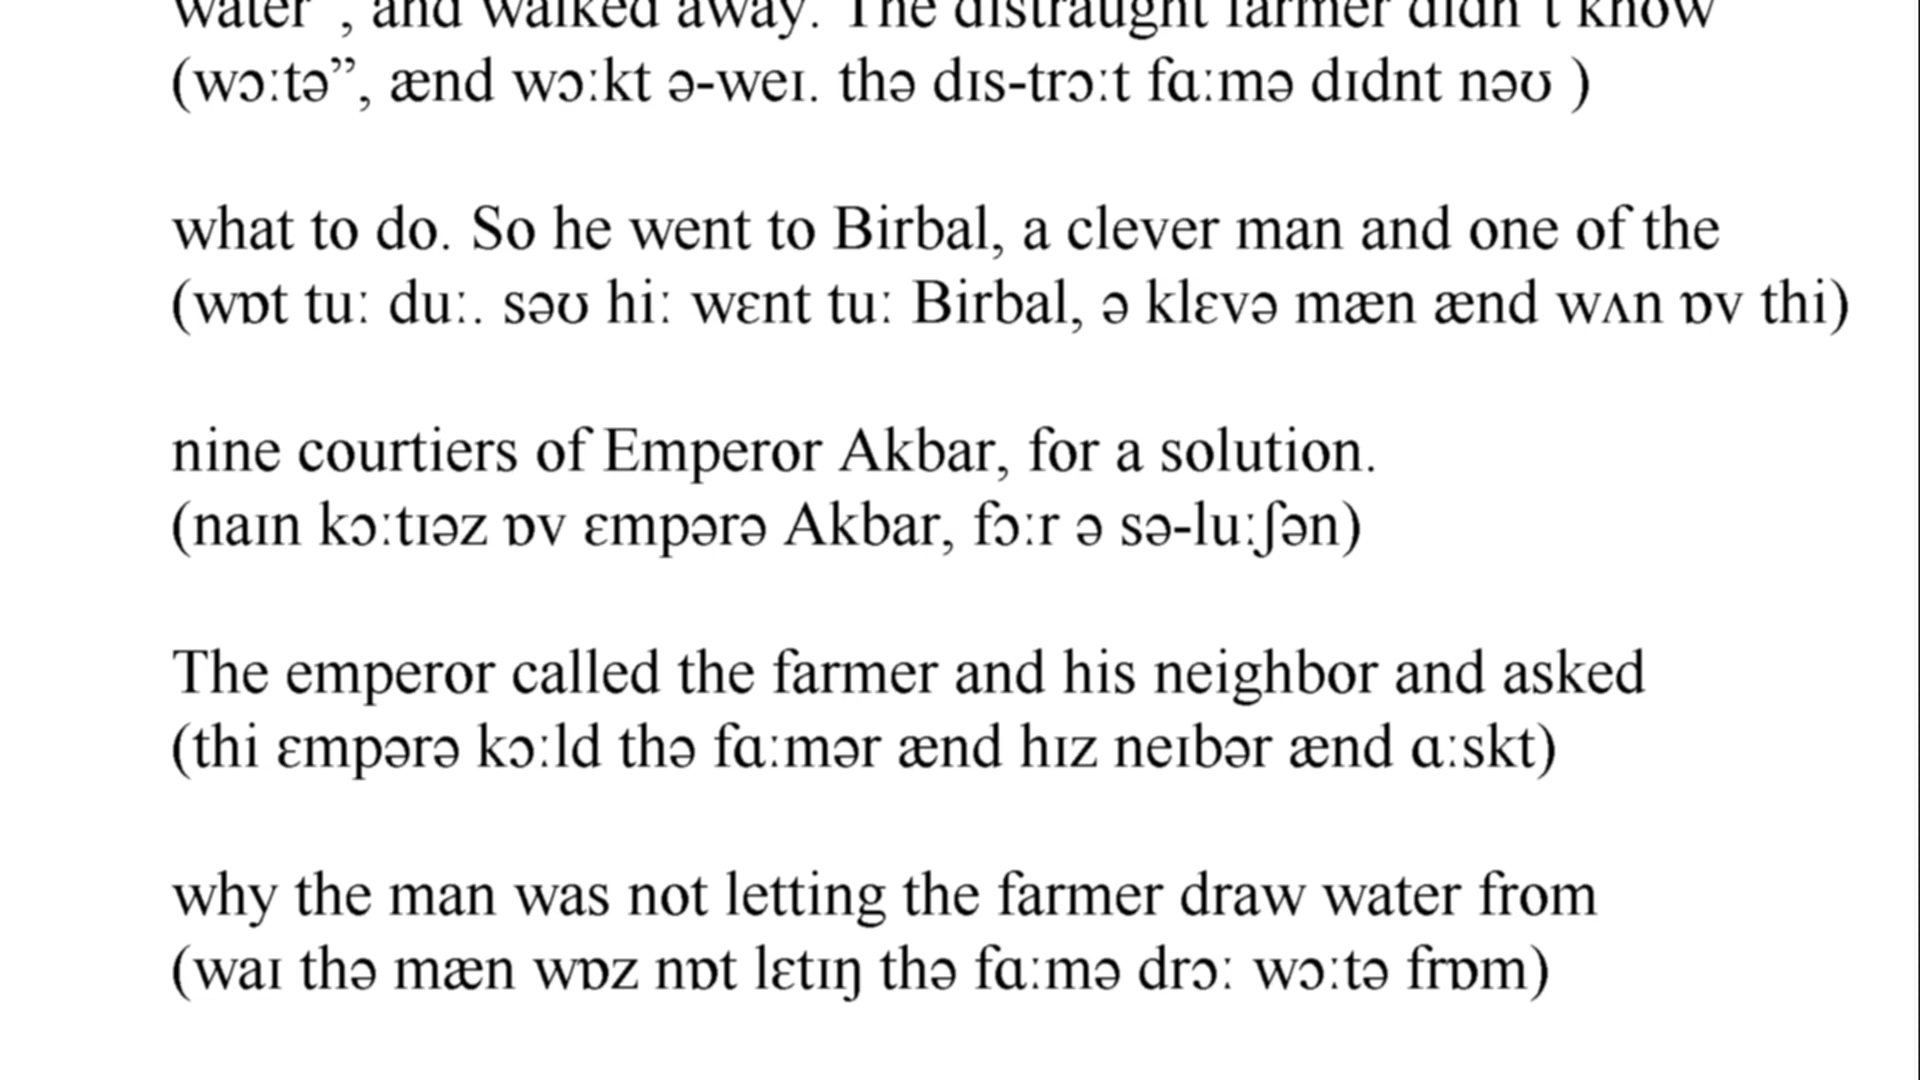 water”, and walked away. The distraught farmer didn’t know
(wɔːtə”, ænd wɔːkt ə-weɪ. thə dɪs-trɔːt fɑːmə dɪdnt nəʊ )
what to do. So he went to Birbal, a clever man and one of the
(wɒt tuː duː. səʊ hiː wɛnt tuː Birbal, ə klɛvə mæn ænd wʌn ɒv thi)
nine courtiers of Emperor Akbar, for a solution.
(naɪn kɔːtɪəz ɒv ɛmpərə Akbar, fɔːr ə sə-luːʃən)
The emperor called the farmer and his neighbor and asked
(thi ɛmpərə kɔːld thə fɑːmər ænd hɪz neɪbər ænd ɑːskt)
why the man was not letting the farmer draw water from
(waɪ thə mæn wɒz nɒt lɛtɪŋ thə fɑːmə drɔː wɔːtə frɒm)